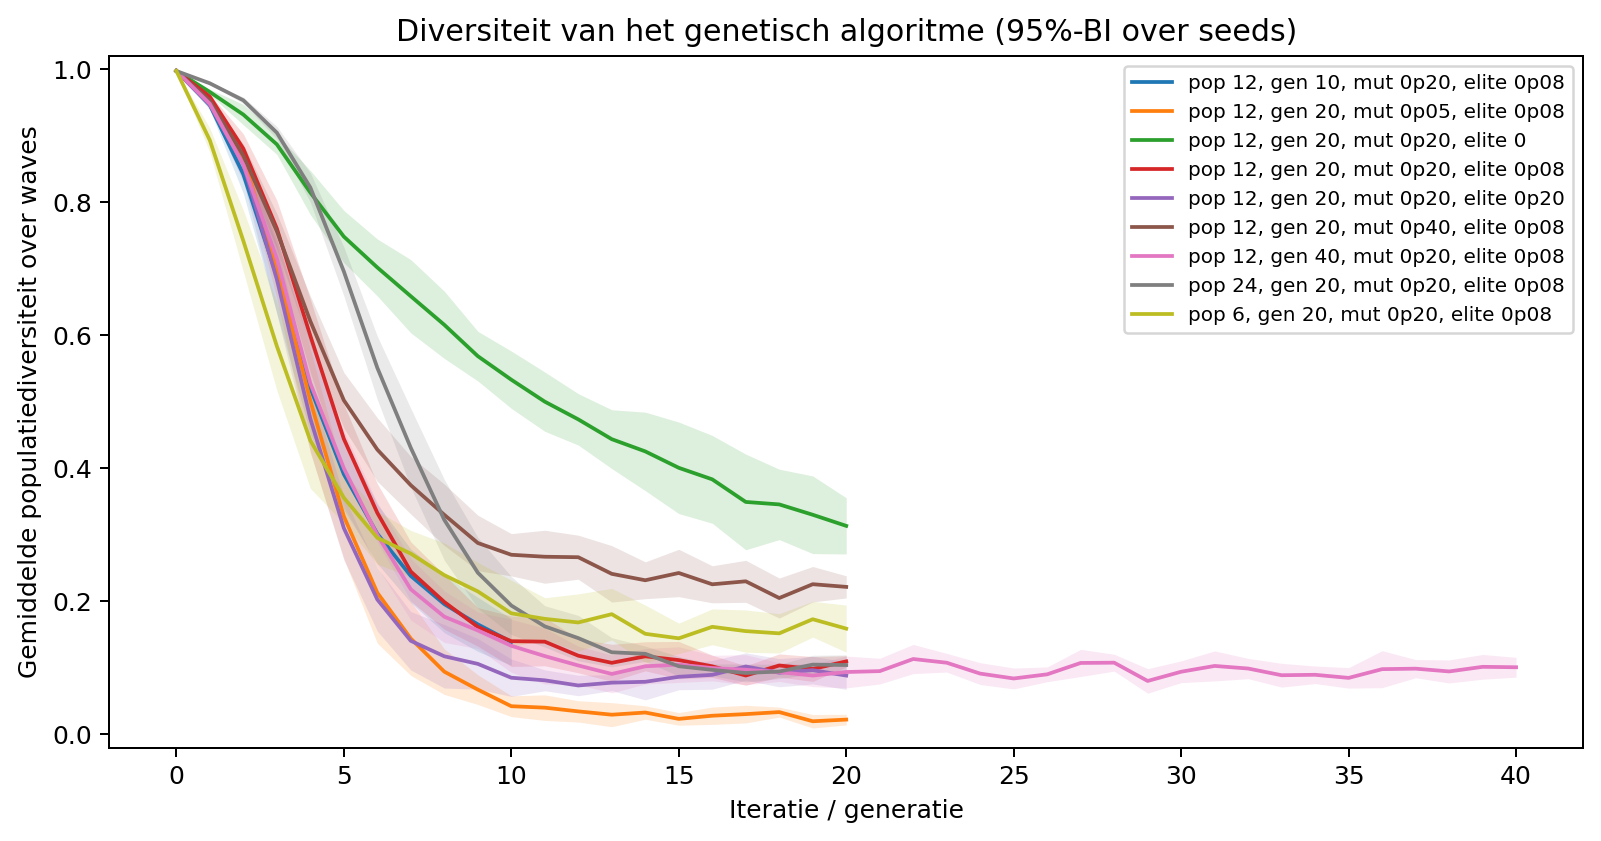 Diversiteit van het genetisch algoritme (95%-BI over seeds)
Gemiddelde populatiediversiteit over waves
1.0
0.8
0.6
0.4
0.2
0.0
pop 12, gen 10, mut 0p20, elite 0p08
pop 12, gen 20, mut 0p05, elite 0p08
pop 12, gen 20, mut 0p20, elite 0
pop 12, gen 20, mut 0p20, elite 0p08
pop 12, gen 20, mut 0p20, elite 0p20
pop 12, gen 20, mut 0p40, elite 0p08
pop 12, gen 40, mut 0p20, elite 0p08
pop 24, gen 20, mut 0p20, elite 0p08
pop 6, gen 20, mut 0p20, elite 0p08
0 5 10 15 20 25 30 35 40
Iteratie / generatie